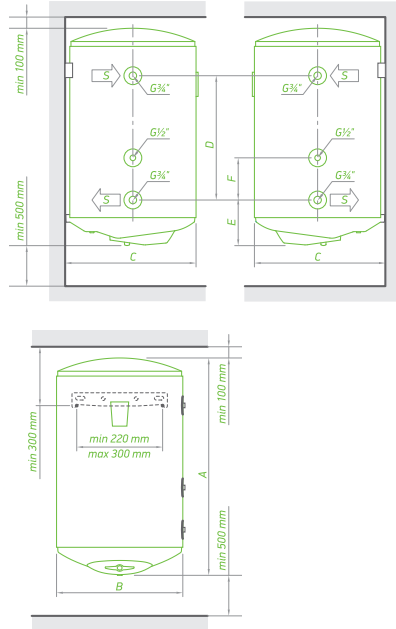 min 100 mm
S
G¾"
G½"
G¾"
S
min 500 mm
C
D
S
G¾"
G½"
F
G¾"
S
E
C
min 300 mm
min 220 mm
max 300 mm
A
B
min 100 mm
min 500 mm